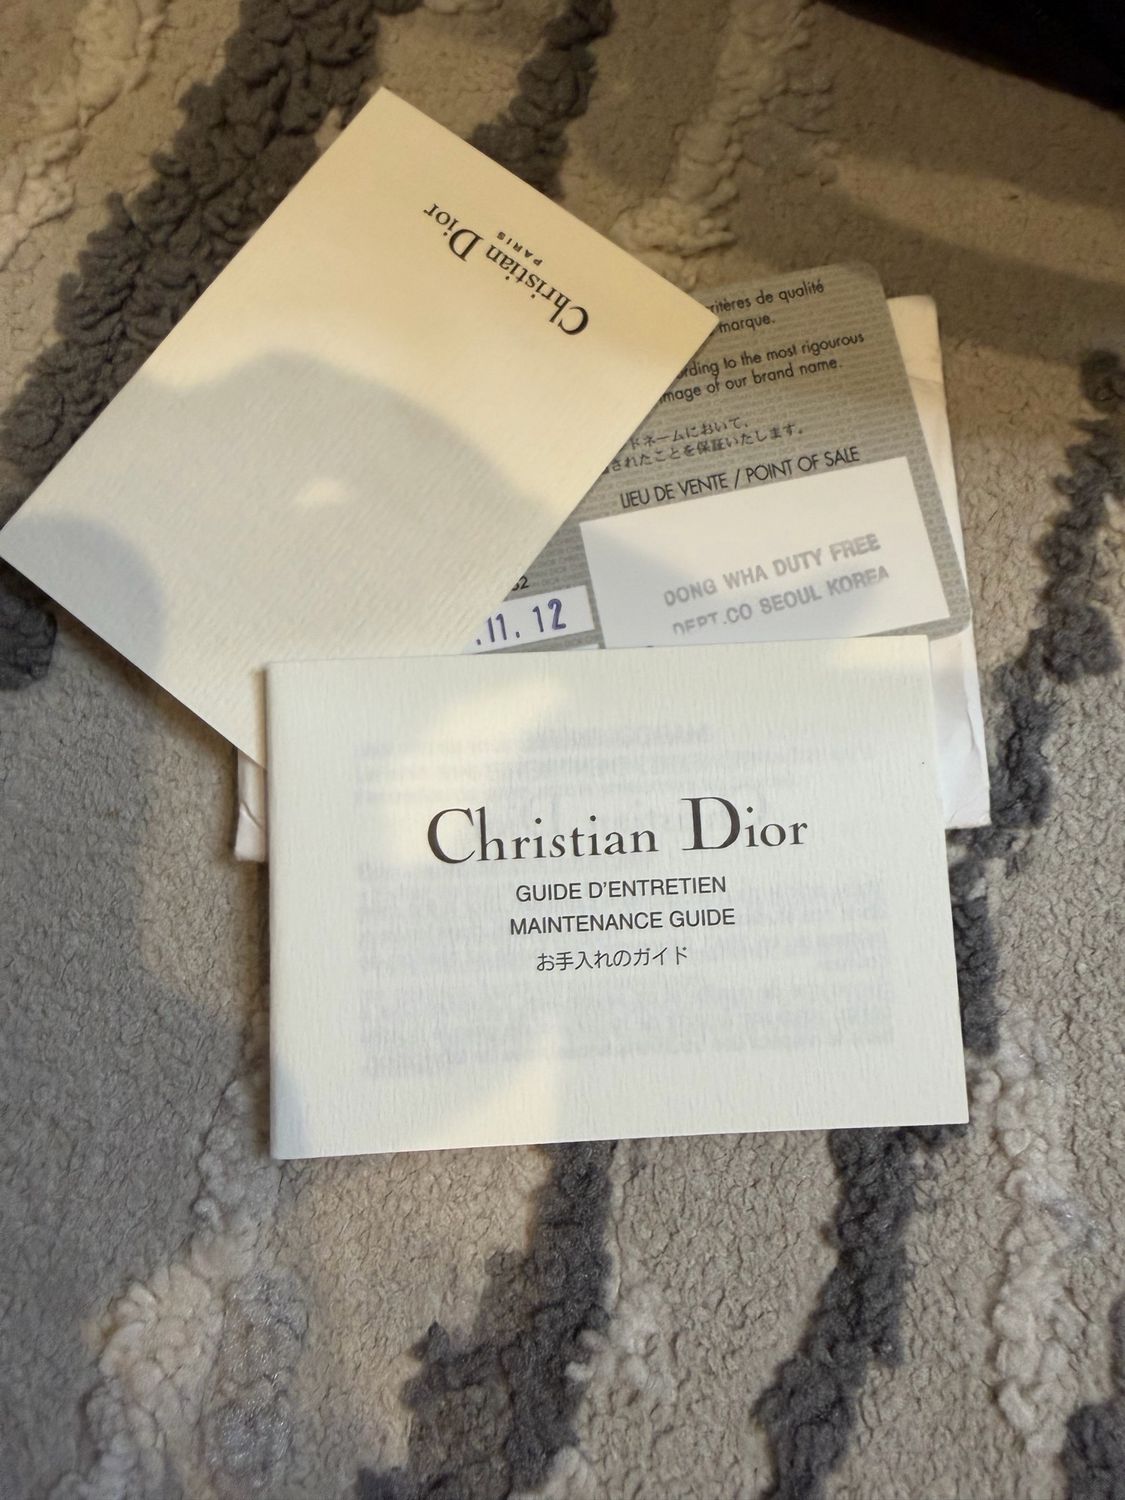 Christian Dior
PARIS
ritères de qualité
marque.
rding to the most rigourous
image of our brand name.
ドネームにおいて、
されたことを保証いたします。
LIEU DE VENTE / POINT OF SALE
DONG WHA DUTY FREE
DEPT.CO SEOUL KOREA
.11.12
Christian Dior
GUIDE D'ENTRETIEN
MAINTENANCE GUIDE
お手入れのガイド